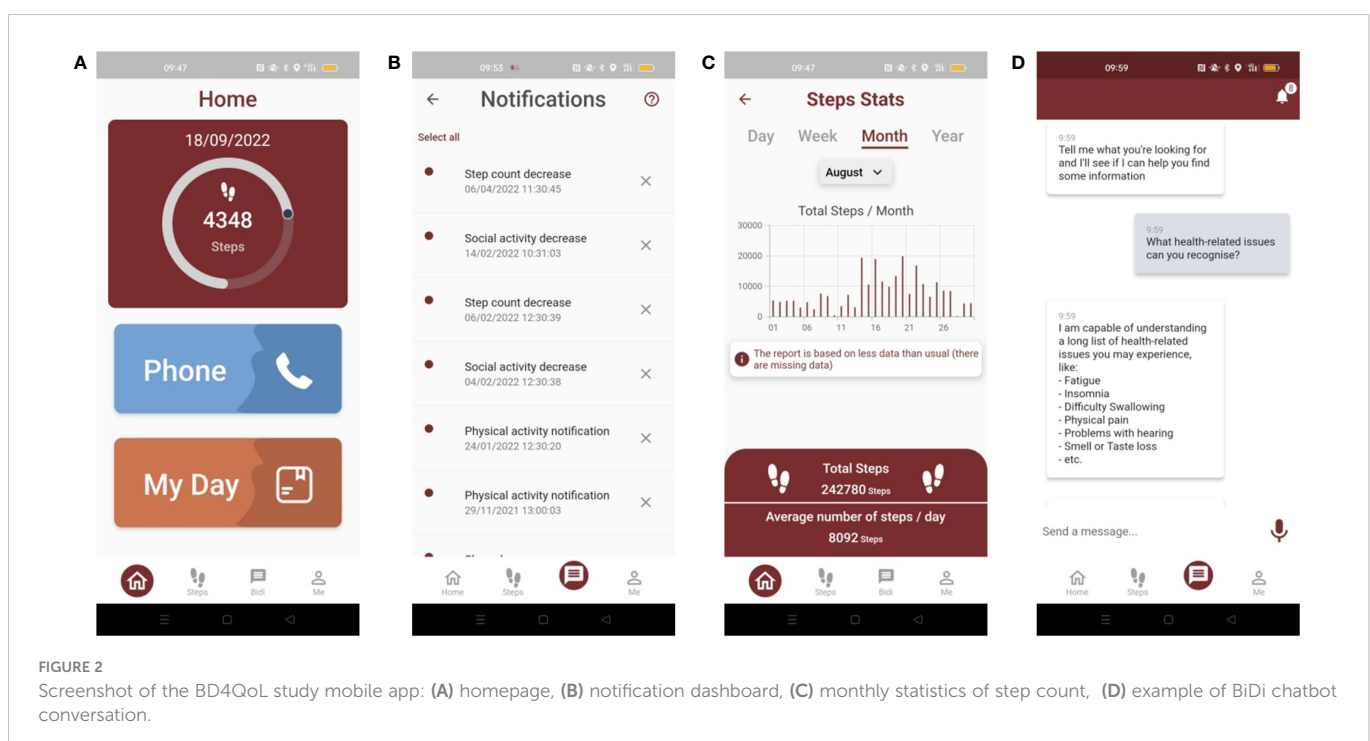 A
09:47
Home
18/09/2022
4348
Steps
Phone
My Day
Steps
Bidi
Me
B
09:53
Notifications
Select all
Step count decrease
06/04/2022 11:30:45
Social activity decrease
14/02/2022 10:31:03
Step count decrease
06/02/2022 12:30:39
Social activity decrease
04/02/2022 12:30:38
Physical activity notification
24/01/2022 12:30:20
Physical activity notification
29/11/2021 13:00:03
Home
Steps
Me
C
09:47
Steps Stats
Day Week Month Year
August
Total Steps / Month
30000
20000
10000
0
01 06 11 16 21 26
The report is based on less data than usual (there
are missing data)
Total Steps
242780 Steps
Average number of steps / day
8092 Steps
Steps
Bidi
Me
D
09:59
8
9:59
Tell me what you're looking for
and I'll see if I can help you find
some information
9:59
What health-related issues
can you recognise?
9:59
I am capable of understanding
a long list of health-related
issues you may experience,
like:
- Fatigue
- Insomnia
- Difficulty Swallowing
- Physical pain
- Problems with hearing
- Smell or Taste loss
- etc.
Send a message...
Home
Steps
Me
FIGURE 2
Screenshot of the BD4QoL study mobile app: (A) homepage, (B) notification dashboard, (C) monthly statistics of step count, (D) example of BiDi chatbot
conversation.